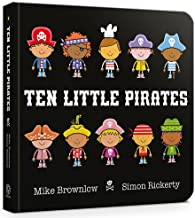 TEN LITTLE PIRATES
Mike Brownlow Simon Rickerty